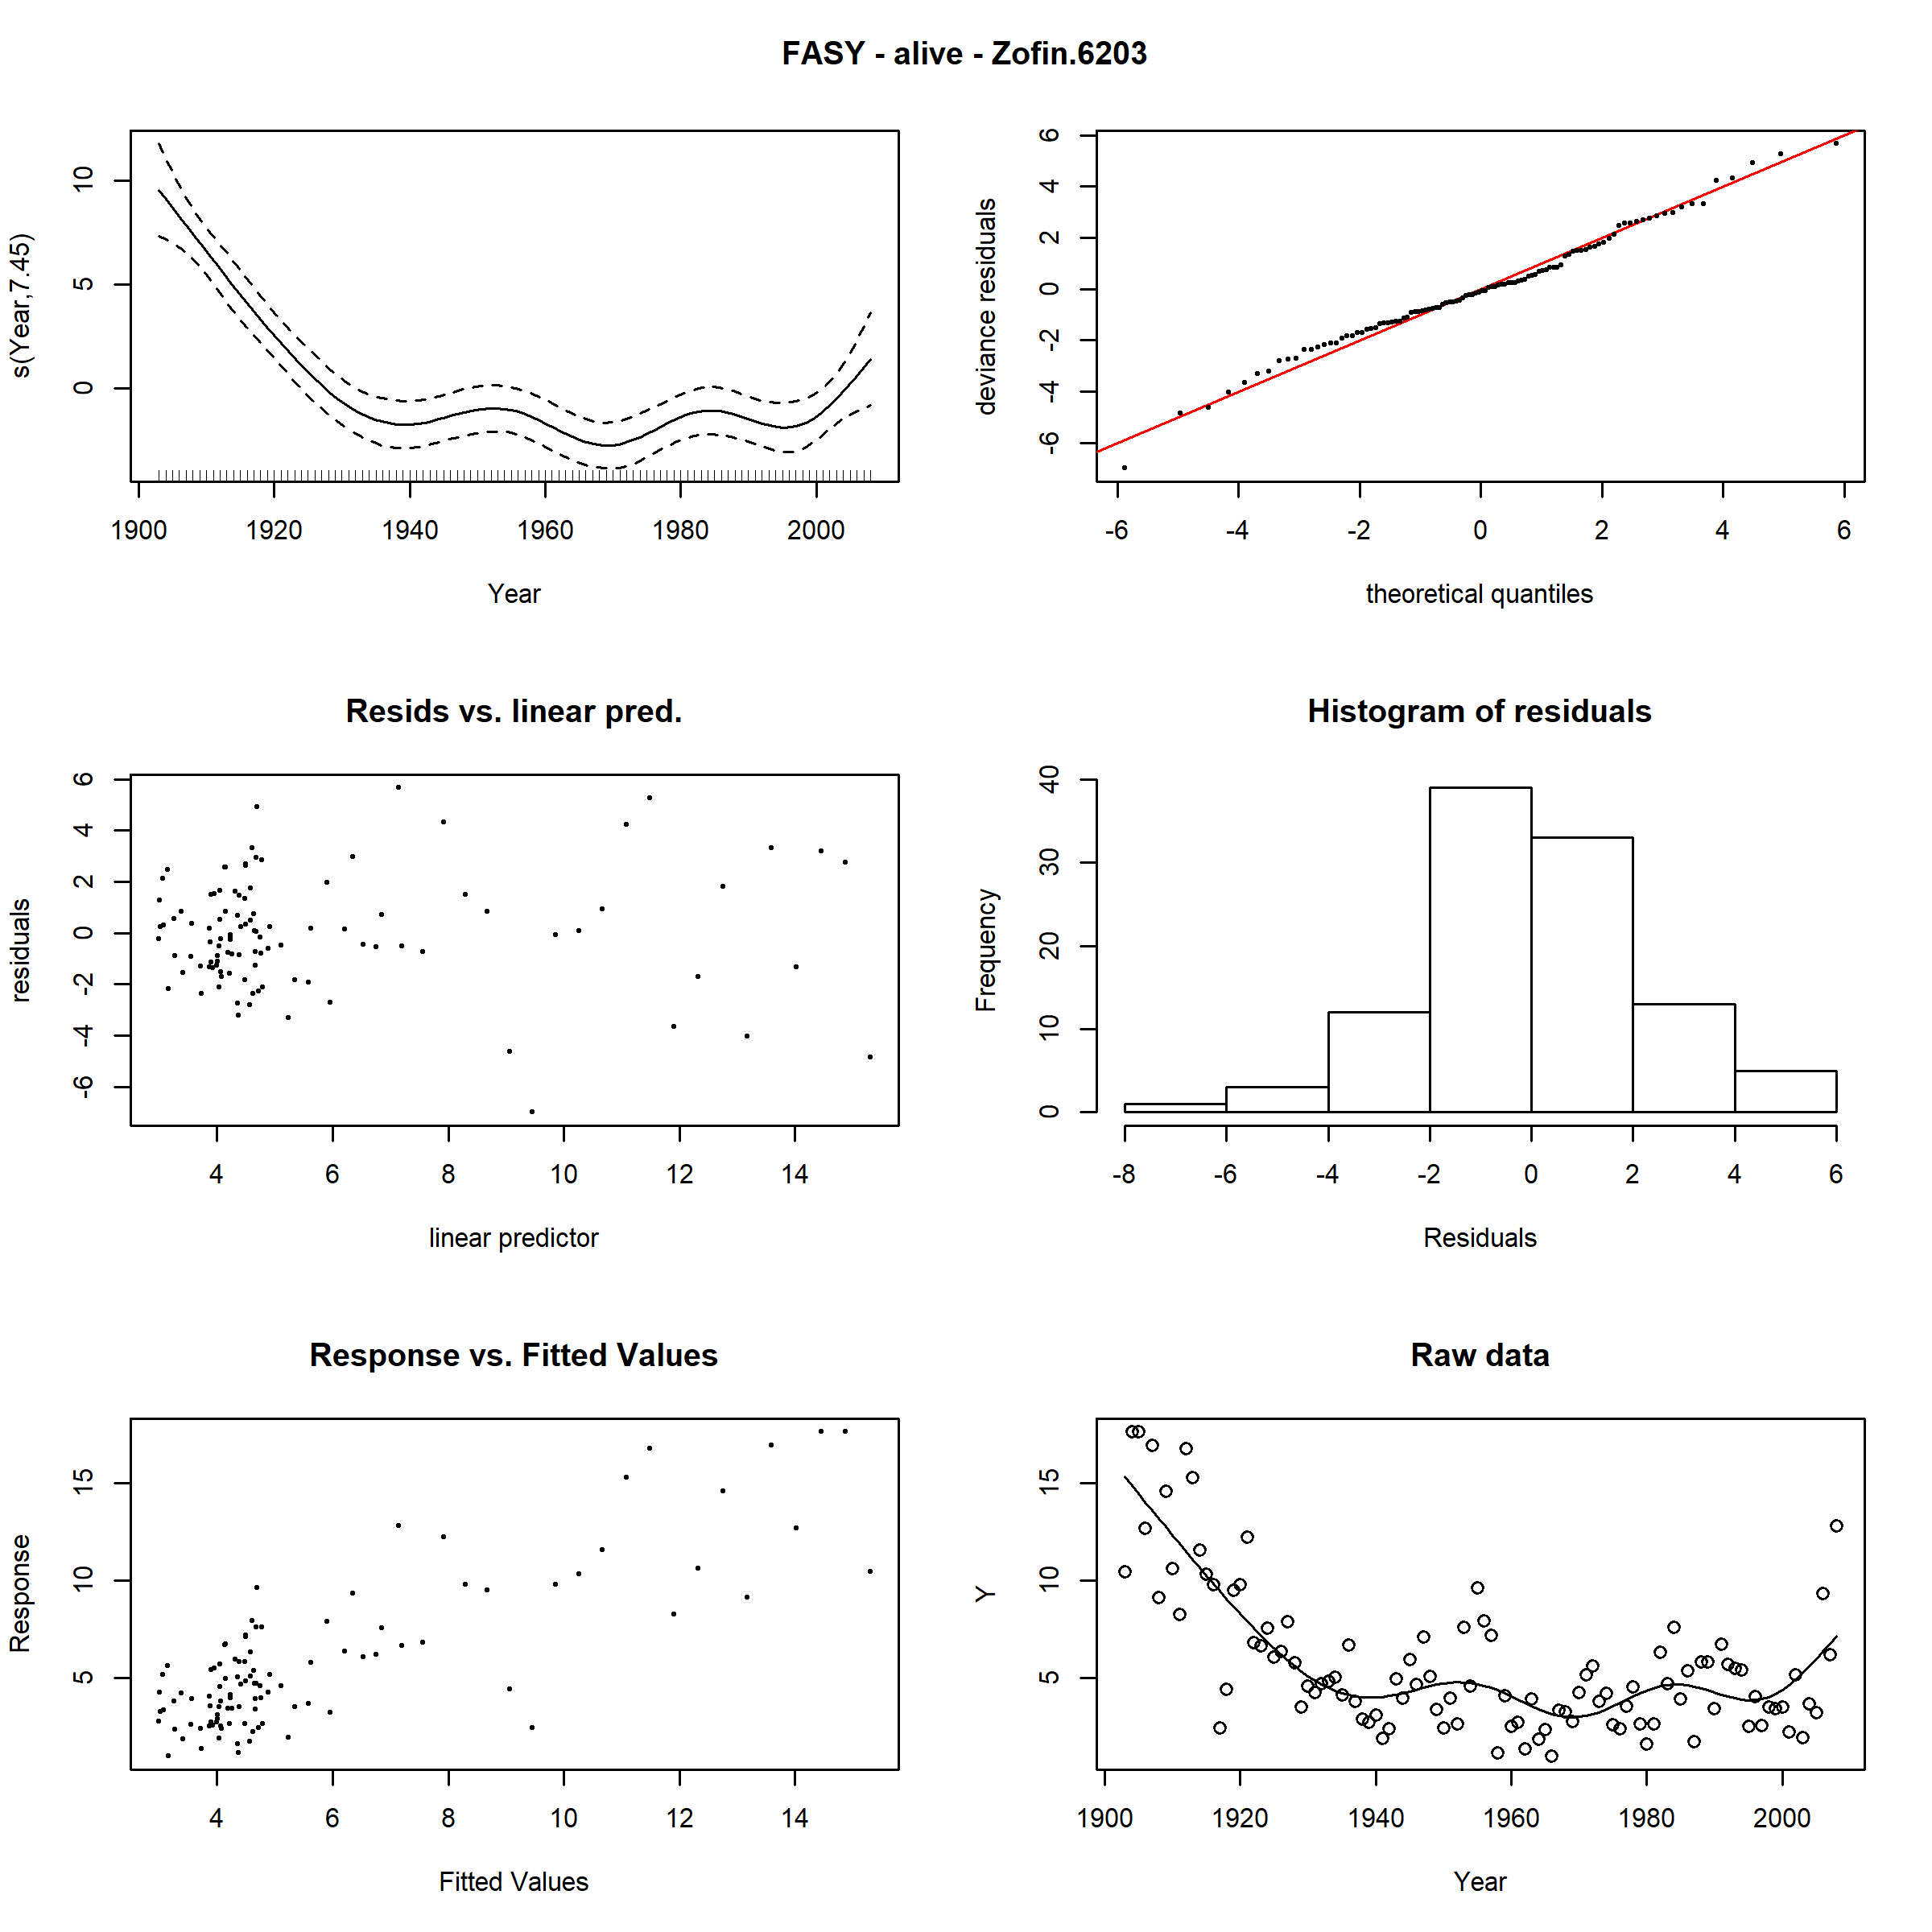 FASY - alive - Zofin.6203
s(Year,7.45)
10
5
0
1900 1920 1940 1960 1980 2000
Year
deviance residuals
6
4
2
0
-2
-4
-6
-6 -4 -2 0 2 4 6
theoretical quantiles
Resids vs. linear pred.
residuals
6
4
2
0
-2
-4
-6
4 6 8 10 12 14
linear predictor
Histogram of residuals
Frequency
40
30
20
10
0
-8 -6 -4 -2 0 2 4 6
Residuals
Response vs. Fitted Values
Response
15
10
5
4 6 8 10 12 14
Fitted Values
Raw data
Y
15
10
5
1900 1920 1940 1960 1980 2000
Year